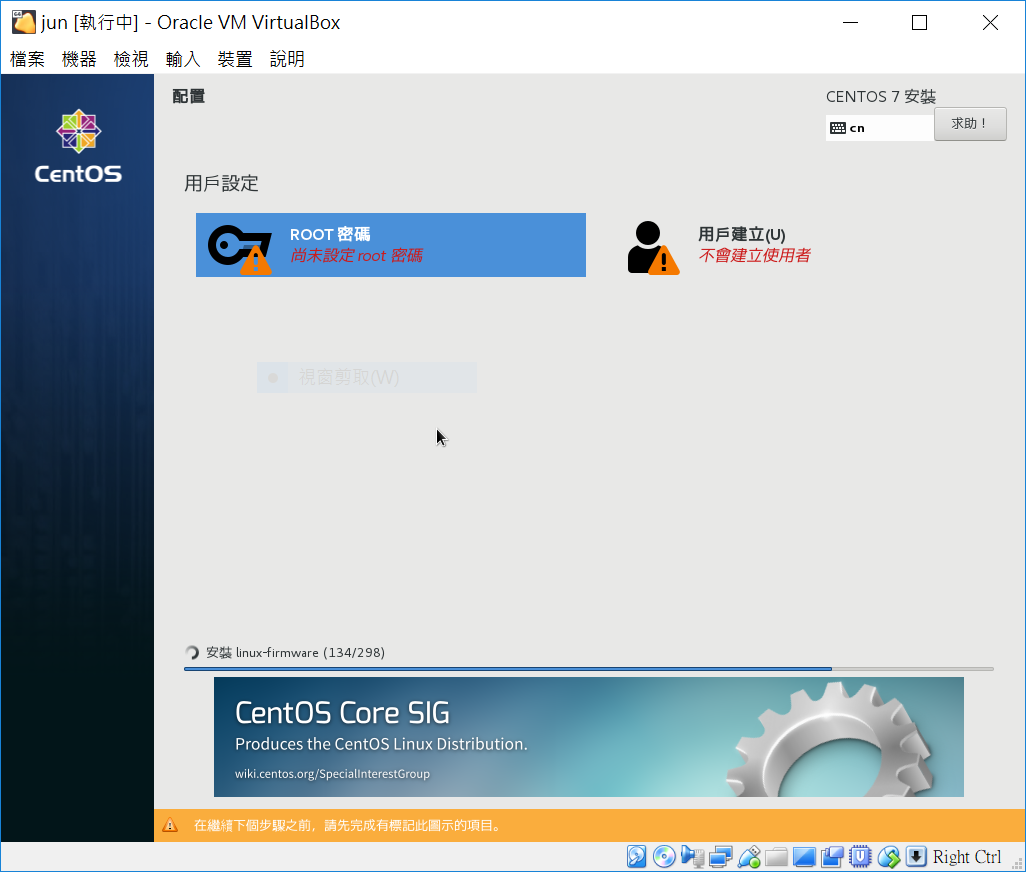 jun [執行中] - Oracle VM VirtualBox
檔案 機器 檢視 輸入 裝置 說明
CentOS
配置
CENTOS 7 安裝
cn
求助！
用戶設定
ROOT 密碼
尚未設定 root 密碼
用戶建立(U)
不會建立使用者
視窗剪取(W)
安裝 linux-firmware (134/298)
CentOS Core SIG
Produces the CentOS Linux Distribution.
wiki.centos.org/SpecialInterestGroup
在繼續下個步驟之前，請先完成有標記此圖示的項目。
Right Ctrl